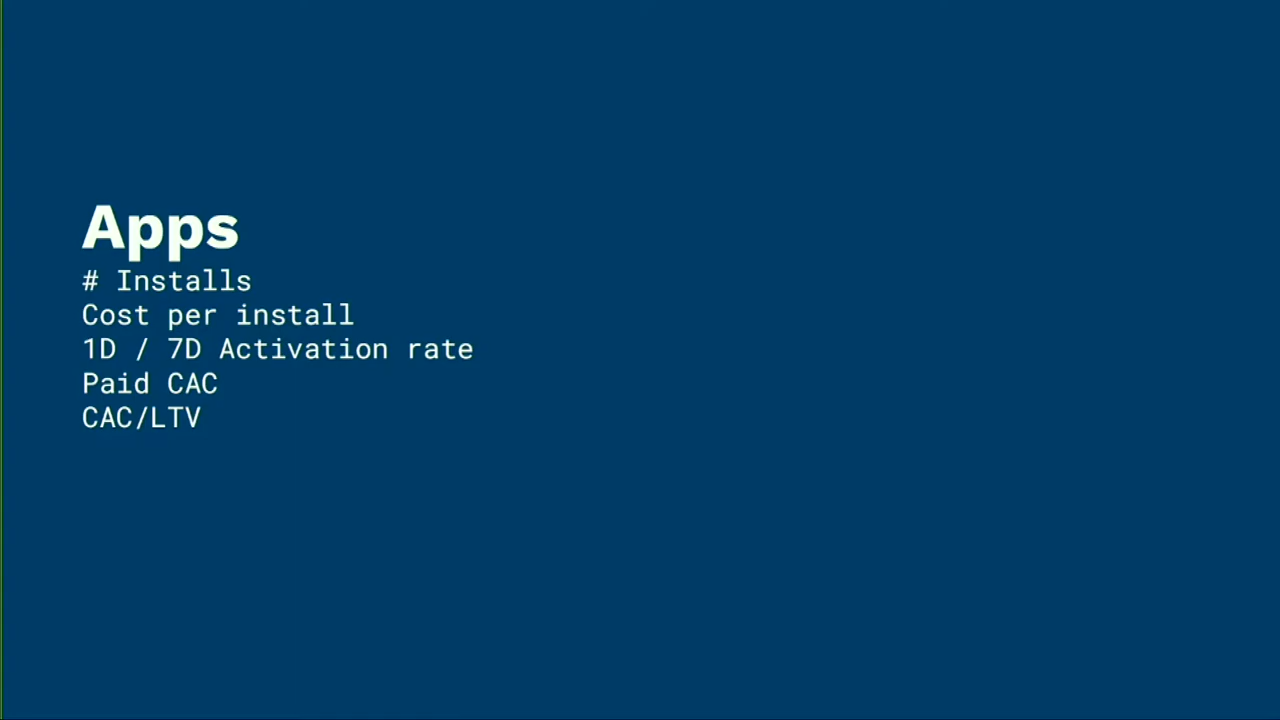 Apps
# Installs
Cost per install
1D / 7D Activation rate
Paid CAC
CAC/LTV